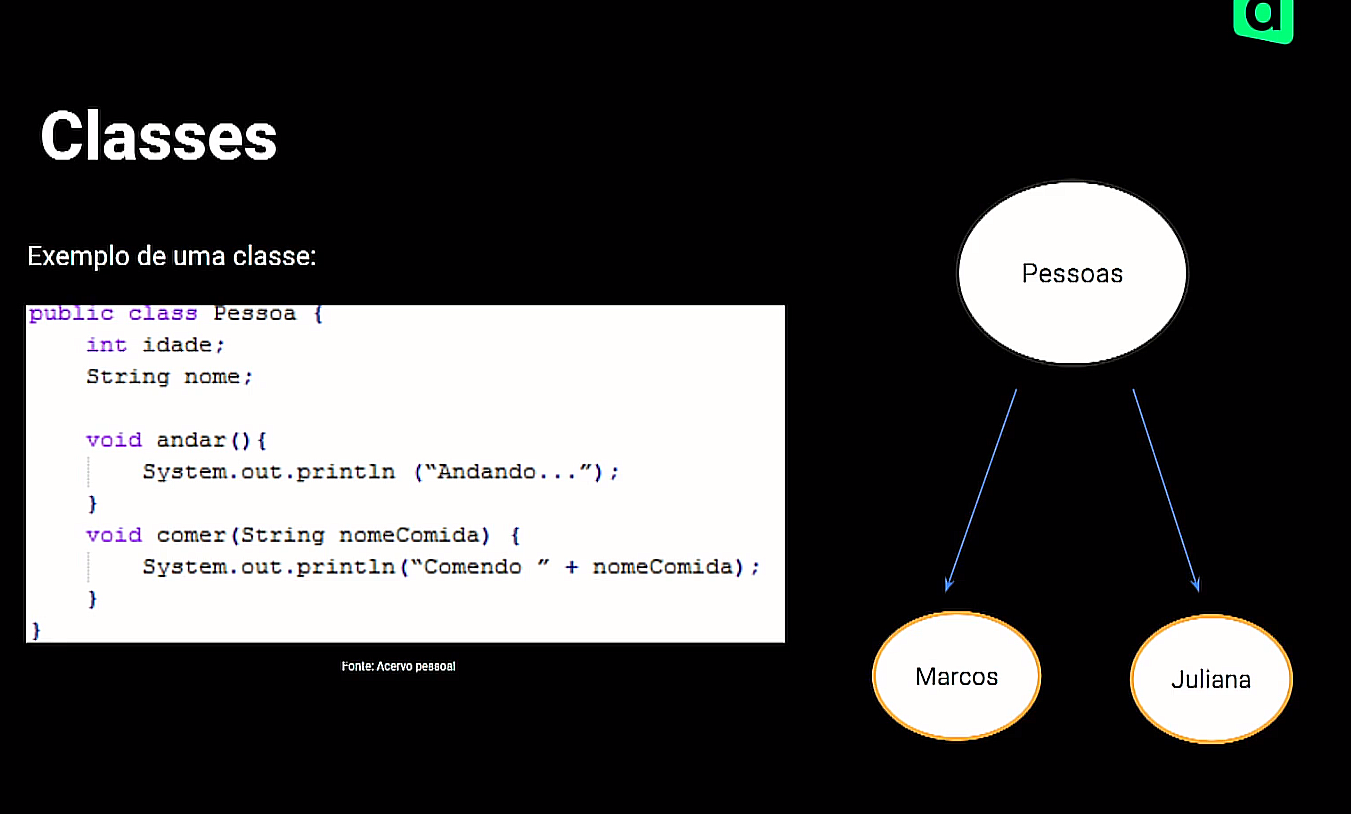 a
Classes
Exemplo de uma classe:
public class Pessoa {
int idade;
String nome;
void andar(){
System.out.println (“Andando...”);
}
void comer(String nomeComida) {
System.out.println(“Comendo ” + nomeComida);
}
}
Fonte: Acervo pessoal
Pessoas
Marcos
Juliana